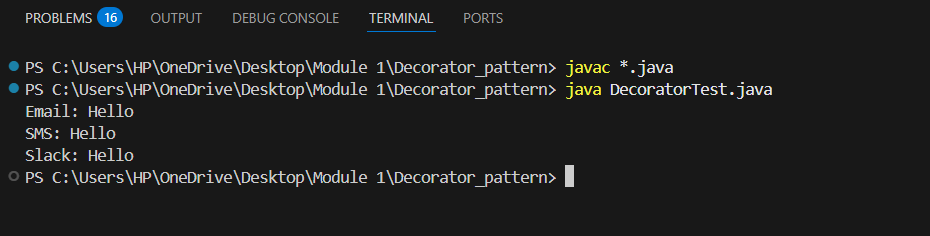 PROBLEMS 16 OUTPUT DEBUG CONSOLE TERMINAL PORTS
PS C:\Users\HP\OneDrive\Desktop\Module 1\Decorator_pattern> javac *.java
PS C:\Users\HP\OneDrive\Desktop\Module 1\Decorator_pattern> java DecoratorTest.java
Email: Hello
SMS: Hello
Slack: Hello
PS C:\Users\HP\OneDrive\Desktop\Module 1\Decorator_pattern>